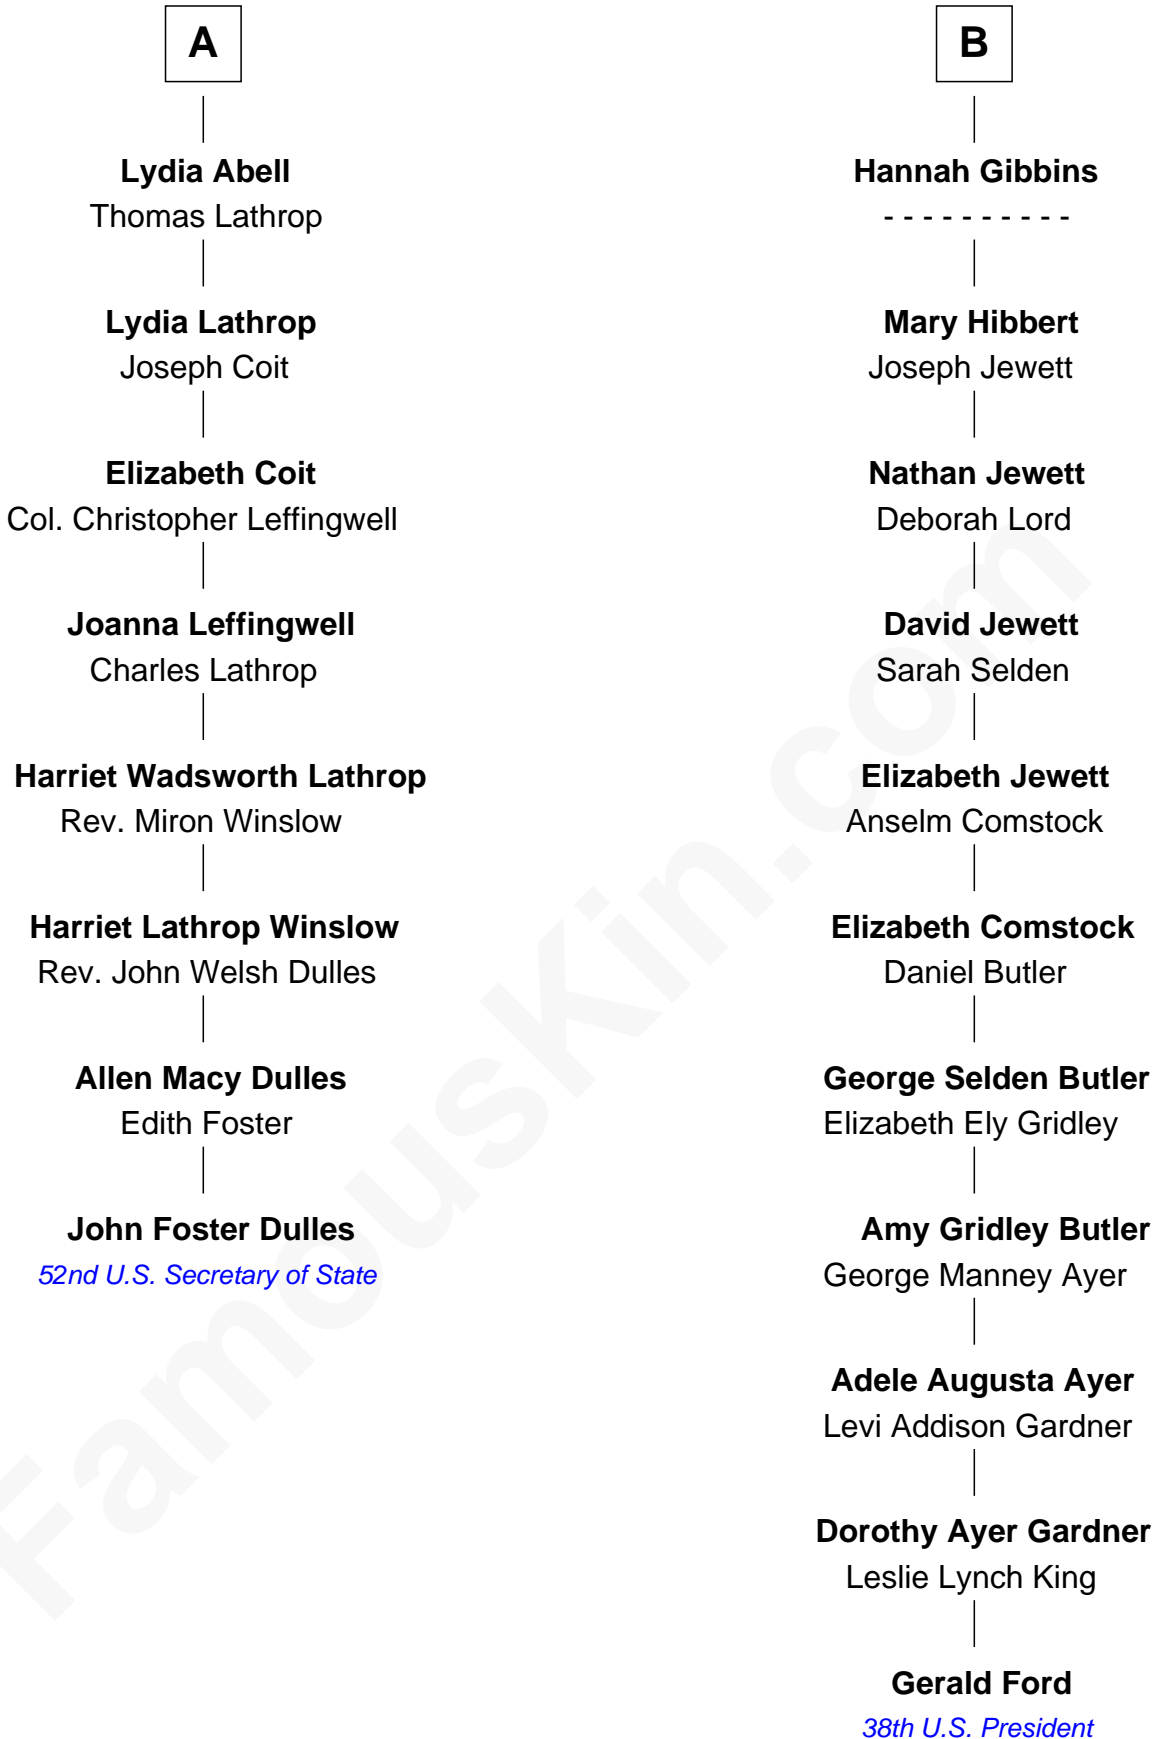 A
Lydia Abell
Thomas Lathrop
Lydia Lathrop
Joseph Coit
Elizabeth Coit
Col. Christopher Leffingwell
Joanna Leffingwell
Charles Lathrop
Harriet Wadsworth Lathrop
Rev. Miron Winslow
Harriet Lathrop Winslow
Rev. John Welsh Dulles
Allen Macy Dulles
Edith Foster
John Foster Dulles
52nd U.S. Secretary of State
B
Hannah Gibbins
- - - - - - - - - -
Mary Hibbert
Joseph Jewett
Nathan Jewett
Deborah Lord
David Jewett
Sarah Selden
Elizabeth Jewett
Anselm Comstock
Elizabeth Comstock
Daniel Butler
George Selden Butler
Elizabeth Ely Gridley
Amy Gridley Butler
George Manney Ayer
Adele Augusta Ayer
Levi Addison Gardner
Dorothy Ayer Gardner
Leslie Lynch King
Gerald Ford
38th U.S. President
FamousKin.com